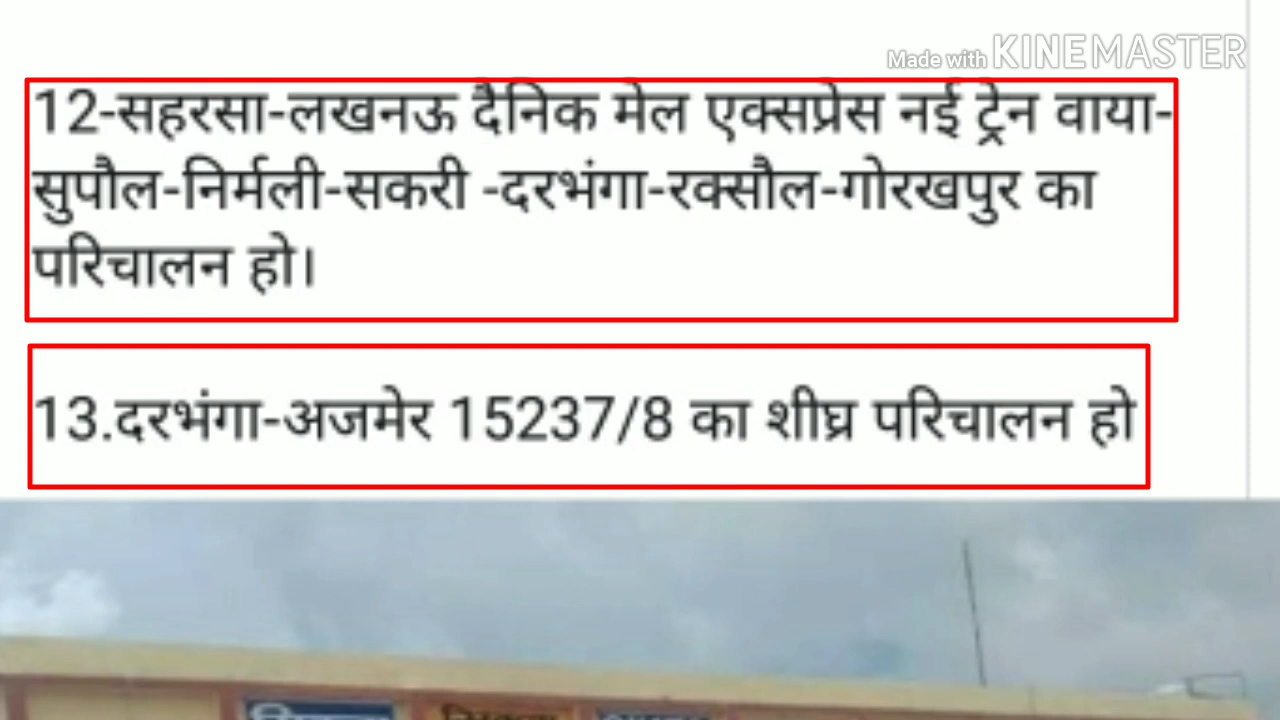 Made with KINEMASTER
12-सहरसा-लखनऊ दैनिक मेल एक्सप्रेस नई ट्रेन वाया-
सुपौल-निर्मली-सकरी -दरभंगा-रक्सौल-गोरखपुर का
परिचालन हो।
13.दरभंगा-अजमेर 15237/8 का शीघ्र परिचालन हो